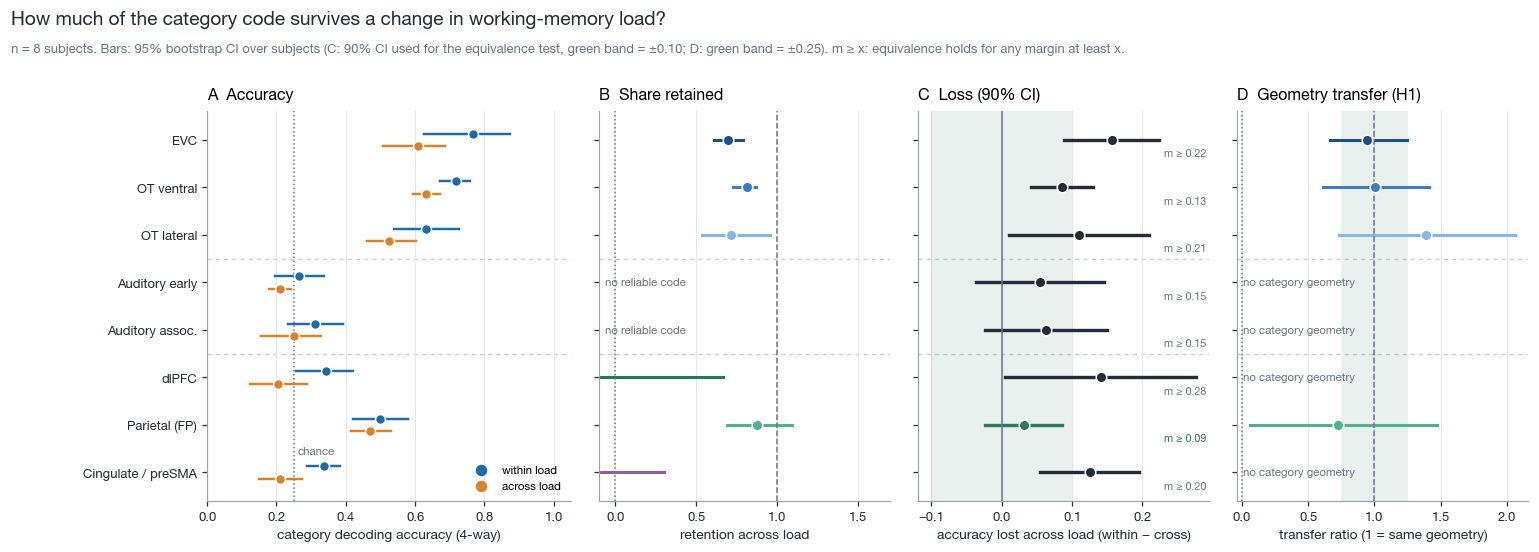 How much of the category code survives a change in working-memory load?
n = 8 subjects. Bars: 95% bootstrap CI over subjects (C: 90% CI used for the equivalence test, green band = ±0.10; D: green band = ±0.25). m ≥ x: equivalence holds for any margin at least x.
A Accuracy
EVC
OT ventral
OT lateral
Auditory early
Auditory assoc.
dlPFC
Parietal (FP)
Cingulate / preSMA
chance
within load
across load
0.0 0.2 0.4 0.6 0.8 1.0
category decoding accuracy (4-way)
B Share retained
no reliable code
no reliable code
0.0 0.5 1.0 1.5
retention across load
C Loss (90% CI)
m ≥ 0.22
m ≥ 0.13
m ≥ 0.21
m ≥ 0.15
m ≥ 0.15
m ≥ 0.28
m ≥ 0.09
m ≥ 0.20
−0.1 0.0 0.1 0.2
accuracy lost across load (within − cross)
D Geometry transfer (H1)
no category geometry
no category geometry
no category geometry
no category geometry
0.0 0.5 1.0 1.5 2.0
transfer ratio (1 = same geometry)